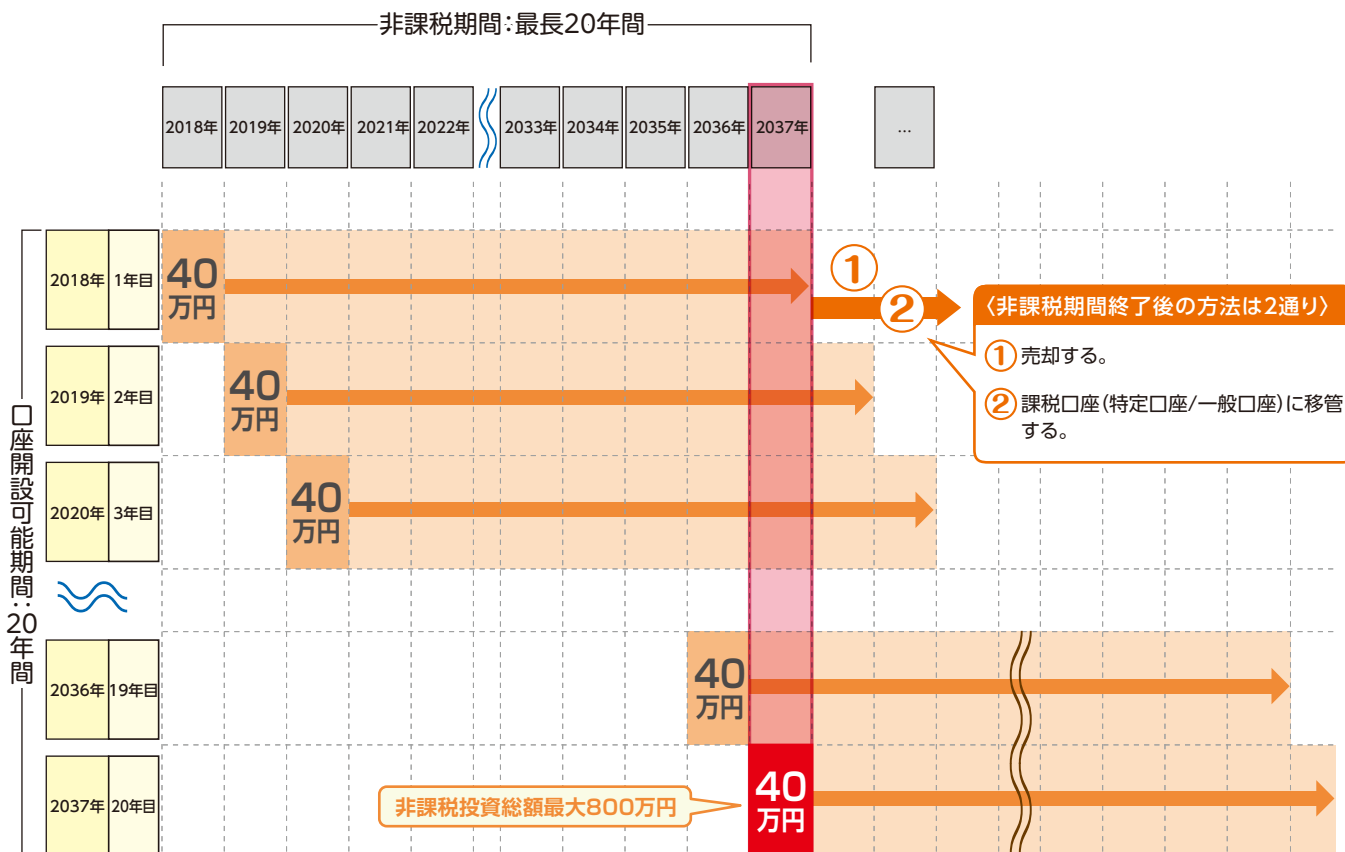 非課税期間：最長20年間
2018年 2019年 2020年 2021年 2022年 2033年 2034年 2035年 2036年 2037年 …
口座開設可能期間：20年間
2018年 1年目
40
万円
①
②
〈非課税期間終了後の方法は2通り〉
① 売却する。
② 課税口座（特定口座/一般口座）に移管
する。
2019年 2年目
40
万円
2020年 3年目
40
万円
2036年 19年目
40
万円
2037年 20年目
非課税投資総額最大800万円
40
万円